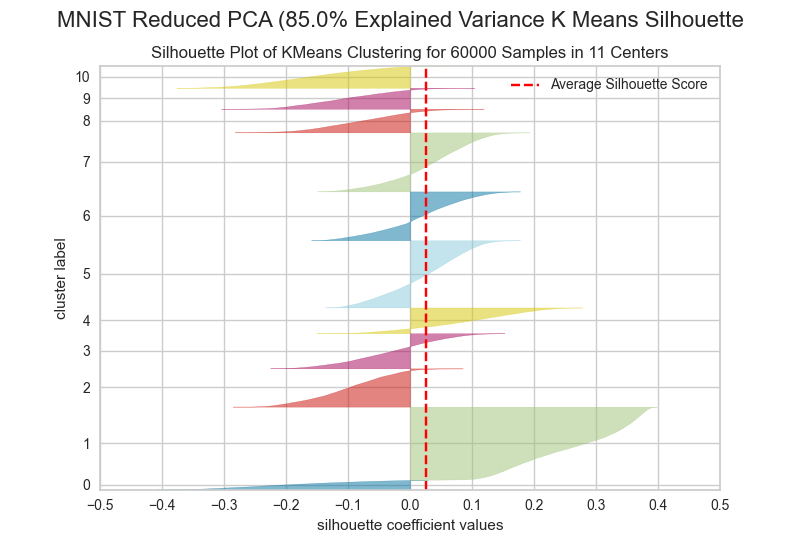 MNIST Reduced PCA (85.0% Explained Variance K Means Silhouette
Silhouette Plot of KMeans Clustering for 60000 Samples in 11 Centers
Average Silhouette Score
10
9
8
7
6
5
4
3
2
1
0
cluster label
−0.5 −0.4 −0.3 −0.2 −0.1 0.0 0.1 0.2 0.3 0.4 0.5
silhouette coefficient values